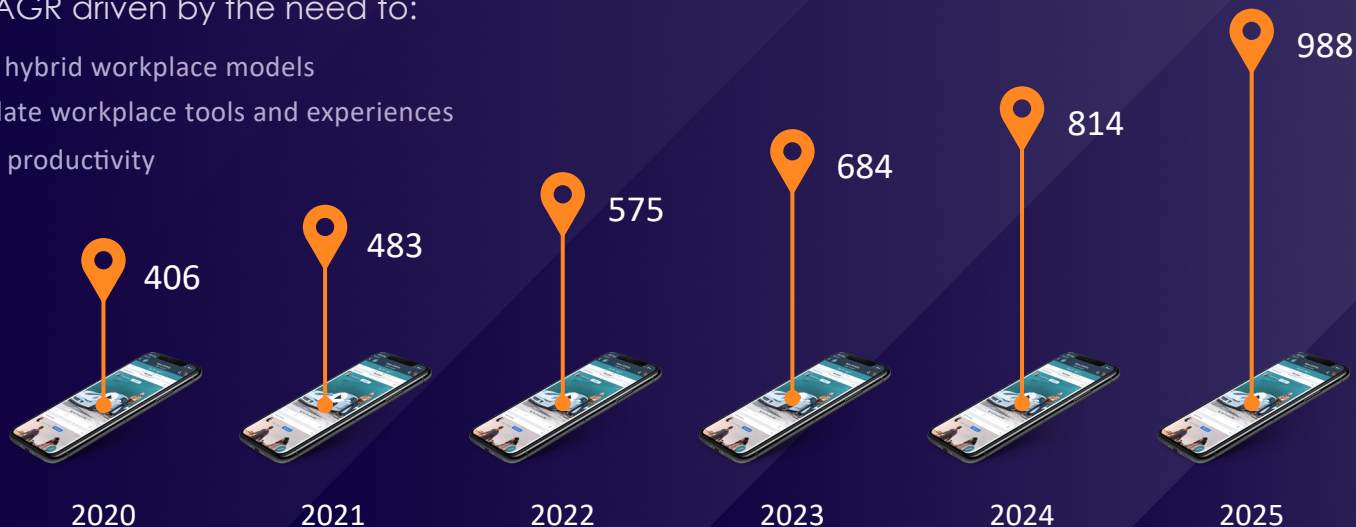 AGR driven by the need to:
hybrid workplace models
late workplace tools and experiences
productivity
988
814
684
575
483
406
2020 2021 2022 2023 2024 2025